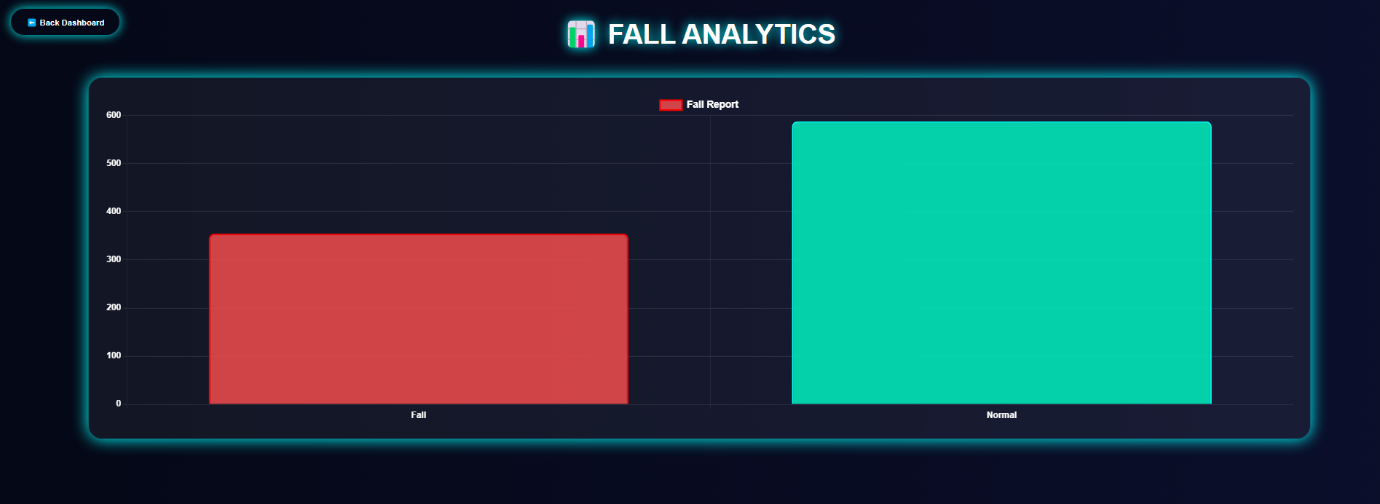 Back Dashboard
FALL ANALYTICS
Fall Report
600
500
400
300
200
100
0
Fall
Normal